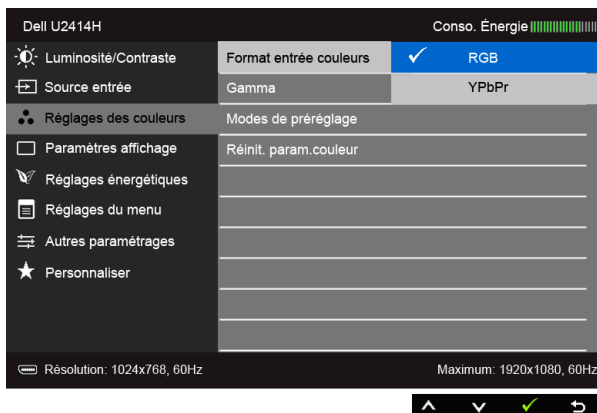 Dell U2414H Conso. Énergie
Luminosité/Contraste Format entrée couleurs RGB
Source entrée Gamma YPbPr
Réglages des couleurs Modes de préréglage
Paramètres affichage Réinit. param.couleur
Réglages énergétiques
Réglages du menu
Autres paramétrages
Personnaliser
Résolution: 1024x768, 60Hz Maximum: 1920x1080, 60Hz